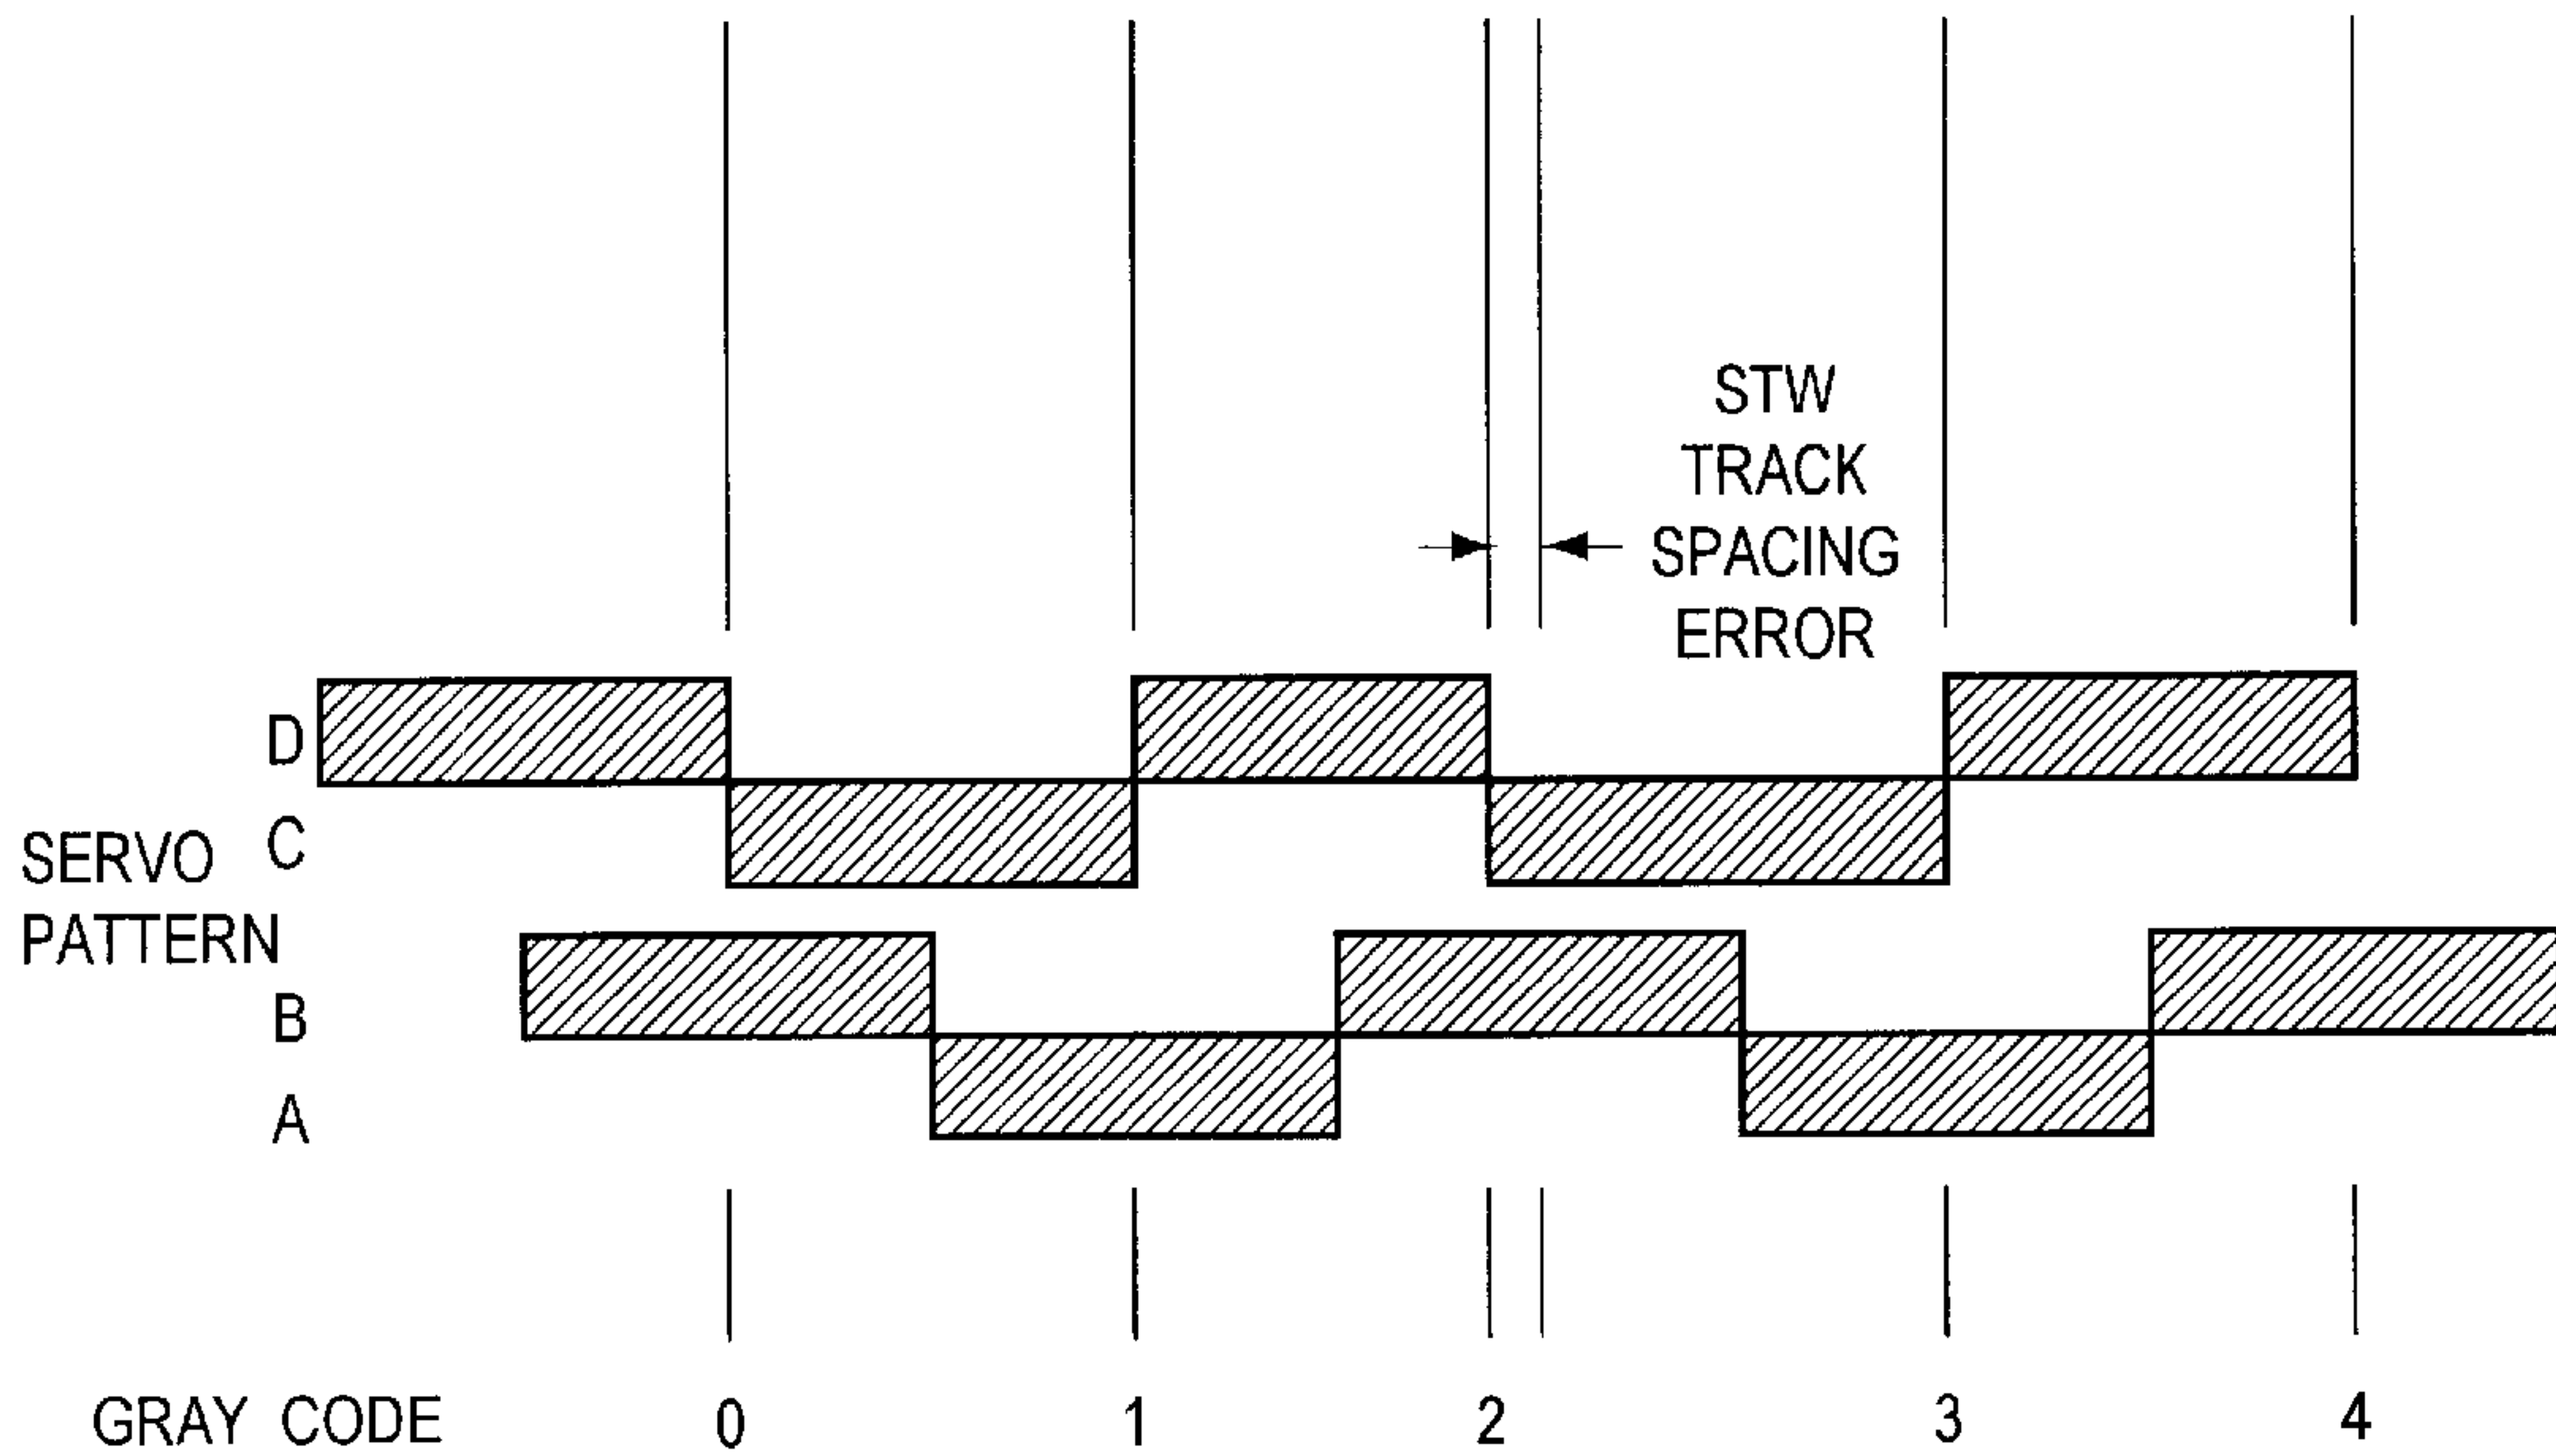 STW
TRACK
SPACING
ERROR
D
C
SERVO
PATTERN
B
A
GRAY CODE 0 1 2 3 4